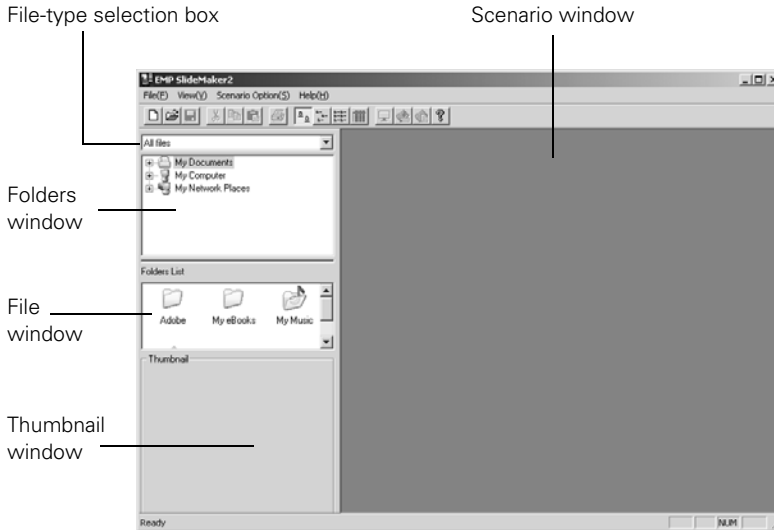 File-type selection box
Scenario window
EMP SlideMaker2
File(F) View(V) Scenario Option(S) Help(H)
All files
My Documents
My Computer
My Network Places
Folders
window
Folders List
File
window
Adobe My eBooks My Music
Thumbnail
Thumbnail
window
Ready NUM